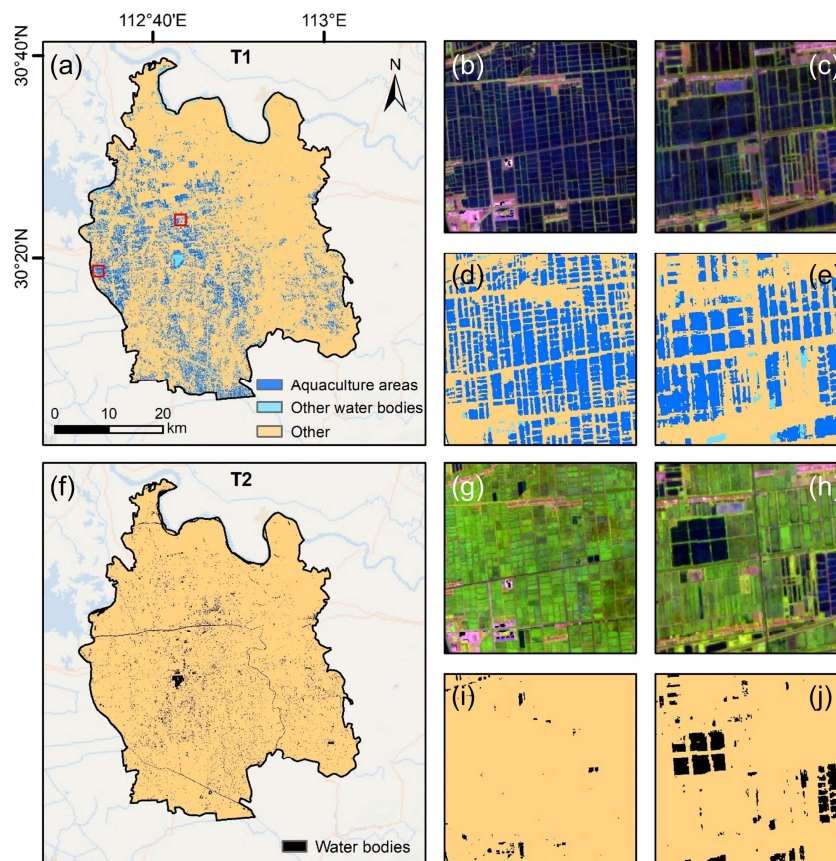 112°40'E 113°E
30°40'N
(a) T1
N
(b)
(c)
30°20'N
(d)
(e)
Aquaculture areas
Other water bodies
Other
0 10 20
km
(f) T2
(g)
(h)
(i)
(j)
Water bodies